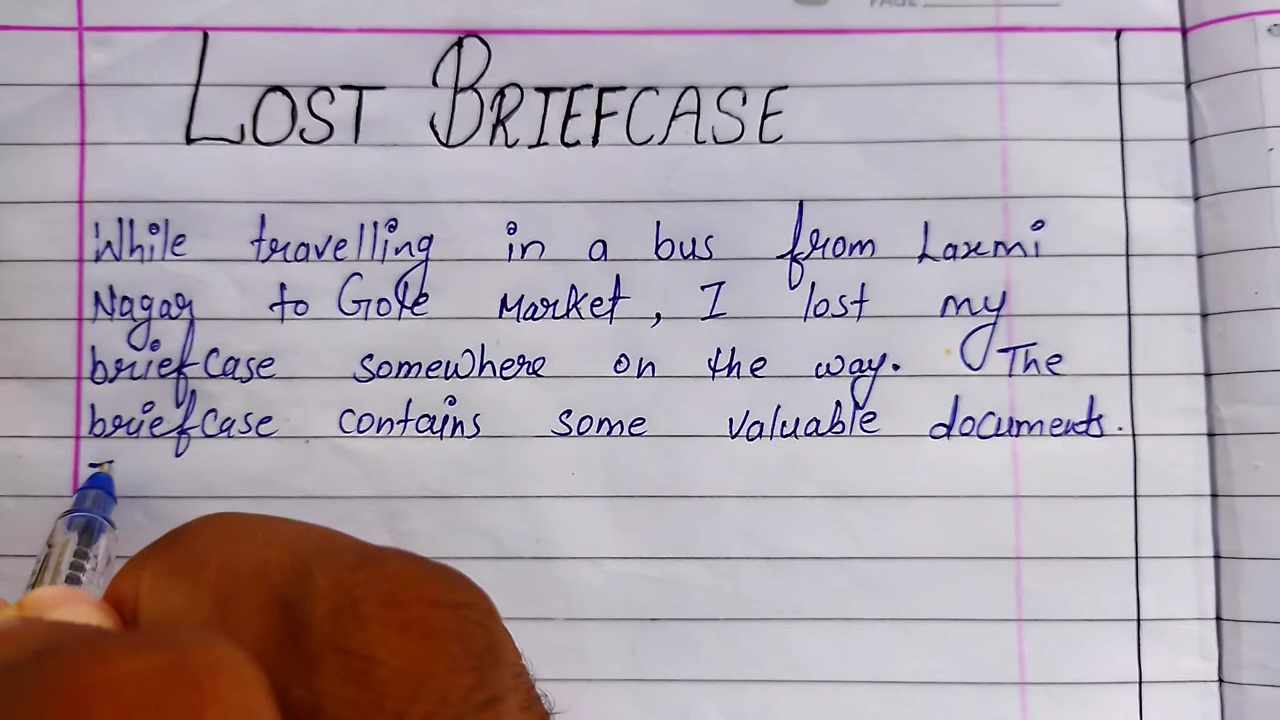 PAGE
LOST BRIEFCASE
While travelling in a bus from Laxmi
Nagar to Gole Market, I lost my
briefcase somewhere on the way. The
briefcase contains some valuable documents.